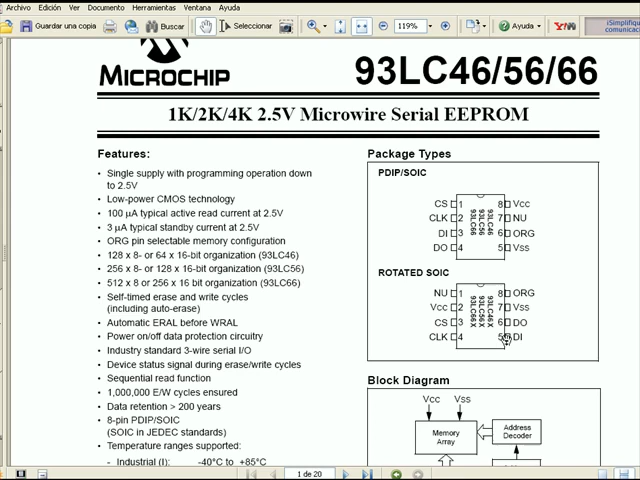 Archivo Edición Ver Documento Herramientas Ventana Ayuda
Guardar una copia Buscar Seleccionar 119% Ayuda Y!
MICROCHIP
93LC46/56/66
1K/2K/4K 2.5V Microwire Serial EEPROM
Features:
• Single supply with programming operation down
to 2.5V
• Low-power CMOS technology
• 100 µA typical active read current at 2.5V
• 3 µA typical standby current at 2.5V
• ORG pin selectable memory configuration
• 128 x 8- or 64 x 16-bit organization (93LC46)
• 256 x 8- or 128 x 16-bit organization (93LC56)
• 512 x 8 or 256 x 16 bit organization (93LC66)
• Self-timed erase and write cycles
(including auto-erase)
• Automatic ERAL before WRAL
• Power on/off data protection circuitry
• Industry standard 3-wire serial I/O
• Device status signal during erase/write cycles
• Sequential read function
• 1,000,000 E/W cycles ensured
• Data retention > 200 years
• 8-pin PDIP/SOIC
(SOIC in JEDEC standards)
• Temperature ranges supported:
- Industrial (I): -40°C to +85°C
Package Types
PDIP/SOIC
CS 1 8 Vcc
CLK 2 7 NU
DI 3 6 ORG
DO 4 5 Vss
93LC46
93LC56
93LC66
ROTATED SOIC
NU 1 8 ORG
Vcc 2 7 Vss
CS 3 6 DO
CLK 4 5 DI
93LC46X
93LC56X
93LC66X
Block Diagram
Vcc Vss
Memory
Array
Address
Decoder
1 de 20